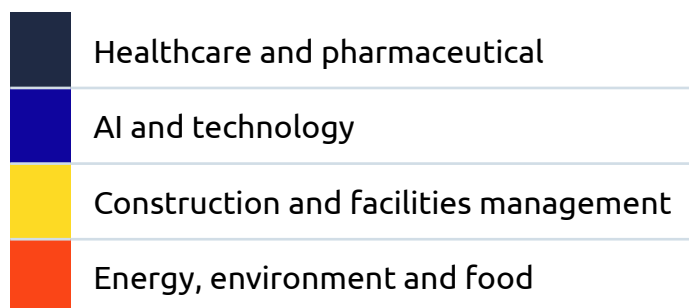 Healthcare and pharmaceutical
AI and technology
Construction and facilities management
Energy, environment and food